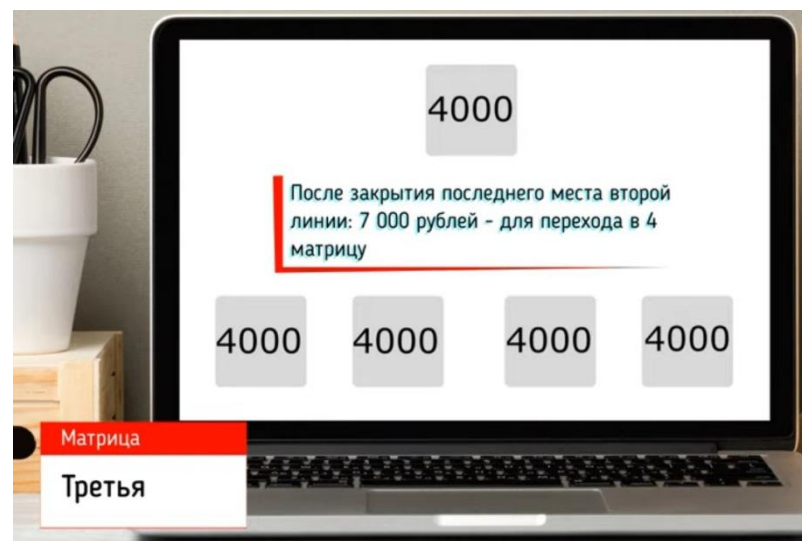 4000
После закрытия последнего места второй
линии: 7 000 рублей - для перехода в 4
матрицу
4000 4000 4000 4000
Матрица
Третья